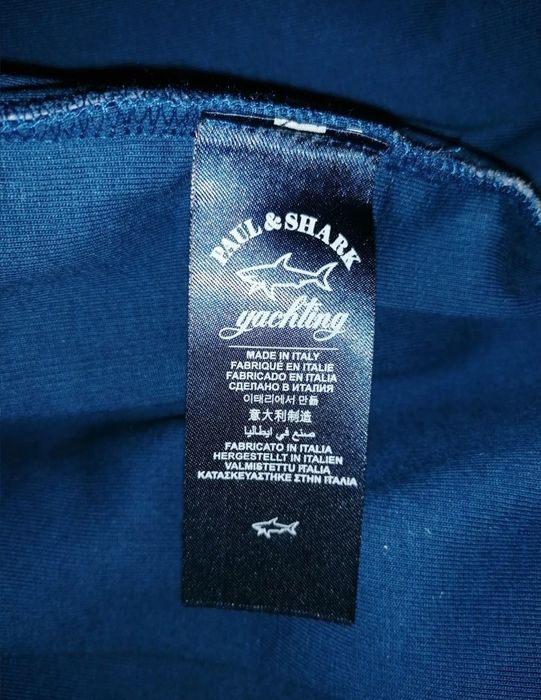 PAUL & SHARK
yachting
MADE IN ITALY
FABRIQUÉ EN ITALIE
FABRICADO EN ITALIA
СДЕЛАНО В ИТАЛИЯ
이태리에서 만듦
意大利制造
صنع في ايطاليا
FABRICATO IN ITALIA
HERGESTELLT IN ITALIEN
VALMISTETTU ITALIA
ΚΑΤΑΣΚΕΥΑΣΤΗΚΕ ΣΤΗΝ ΙΤΑΛΙΑ